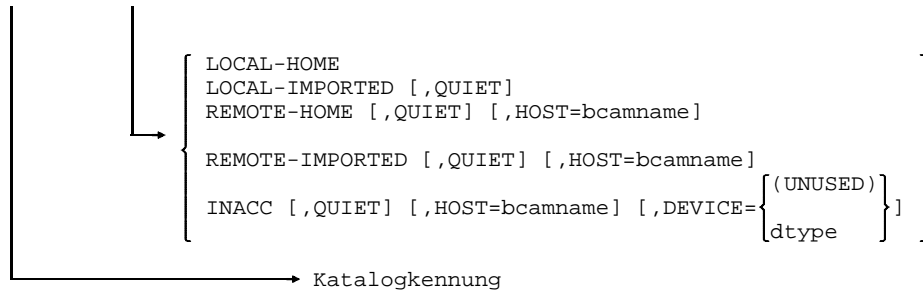 LOCAL-HOME
LOCAL-IMPORTED [,QUIET]
REMOTE-HOME [,QUIET] [,HOST=bcamname]
REMOTE-IMPORTED [,QUIET] [,HOST=bcamname]
(UNUSED)
INACC [,QUIET] [,HOST=bcamname] [,DEVICE= ]
dtype
Katalogkennung